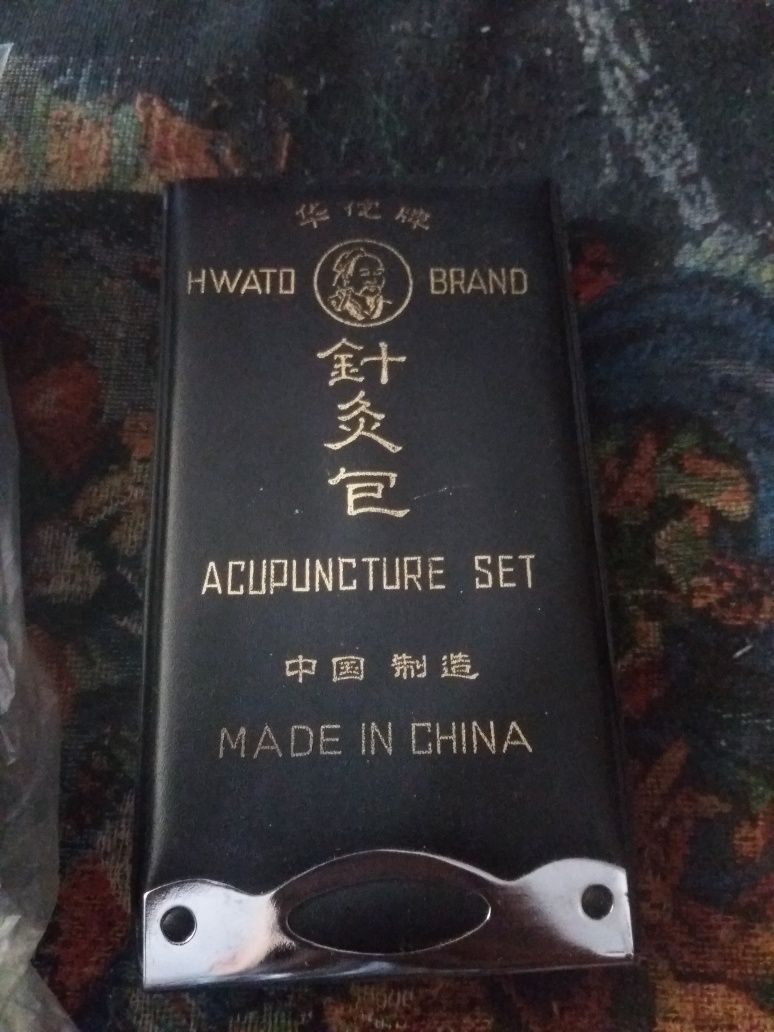 华佗牌
HWATO BRAND
針
灸
包
ACUPUNCTURE SET
中国 制造
MADE IN CHINA